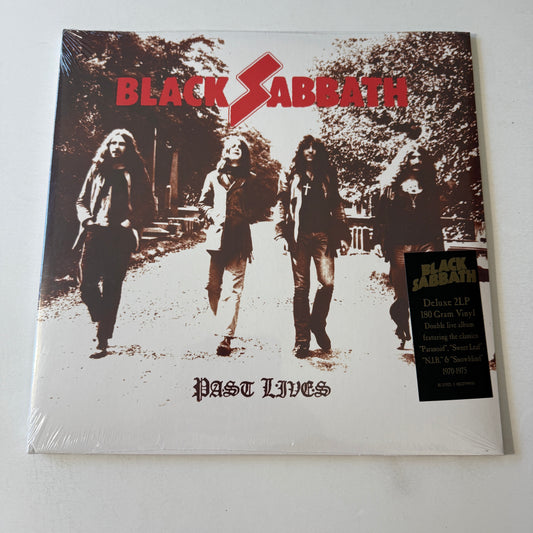 BLACK SABBATH
PAST LIVES
BLACK
SABBATH
Deluxe 2LP
180 Gram Vinyl
Double live album
featuring the classics
"Paranoid", "Sweet Leaf"
"N.I.B." & "Snowblind"
1970-1975